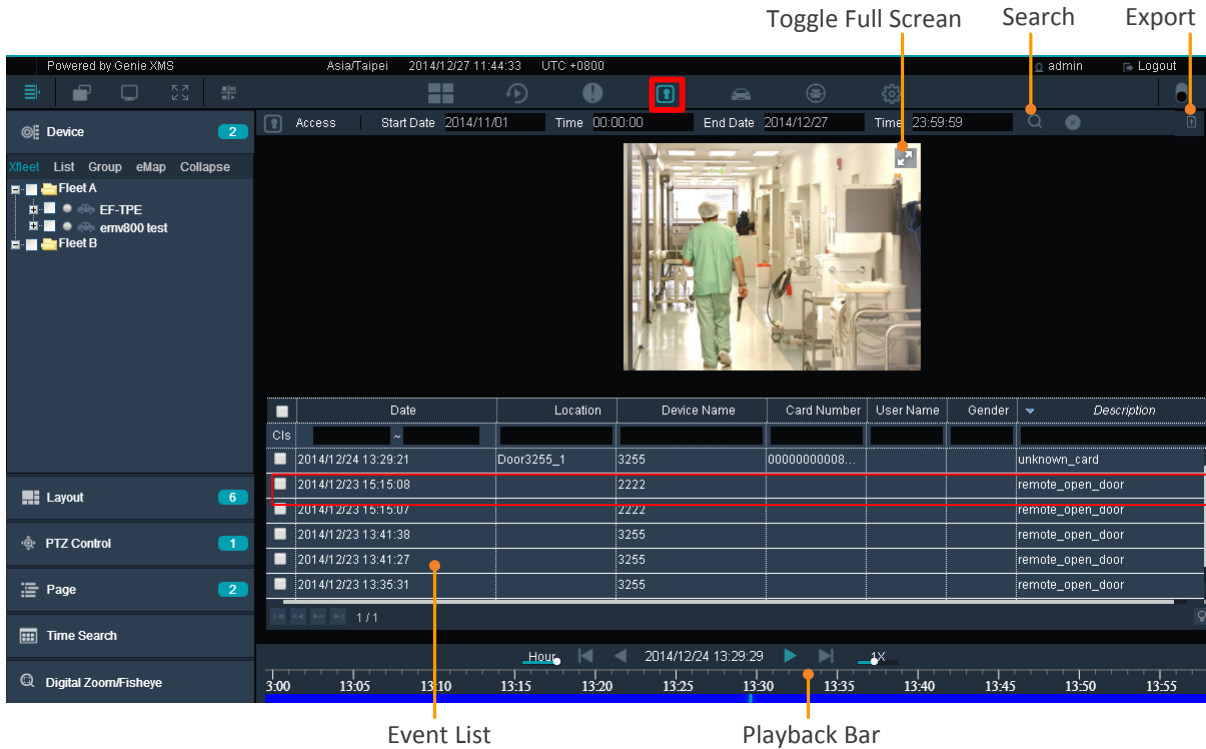 Toggle Full Screan Search Export
Powered by Genie XMS Asia/Taipei 2014/12/27 11:44:33 UTC +0800 admin Logout
Device 2
Access Start Date 2014/11/01 Time 00:00:00 End Date 2014/12/27 Time 23:59:59
Xfleet List Group eMap Collapse
Fleet A
EF-TPE
emv800 test
Fleet B
Date Location Device Name Card Number User Name Gender Description
Cls ~
2014/12/24 13:29:21 Door3255_1 3255 00000000008... unknown_card
2014/12/23 15:15:08 2222 remote_open_door
2014/12/23 15:15:07 2222 remote_open_door
2014/12/23 13:41:38 3255 remote_open_door
2014/12/23 13:41:27 3255 remote_open_door
2014/12/23 13:35:31 3255 remote_open_door
1 / 1
Layout 6
PTZ Control 1
Page 2
Time Search
Digital Zoom/Fisheye
Hour 2014/12/24 13:29:29 1X
3:00 13:05 13:10 13:15 13:20 13:25 13:30 13:35 13:40 13:45 13:50 13:55
Event List Playback Bar